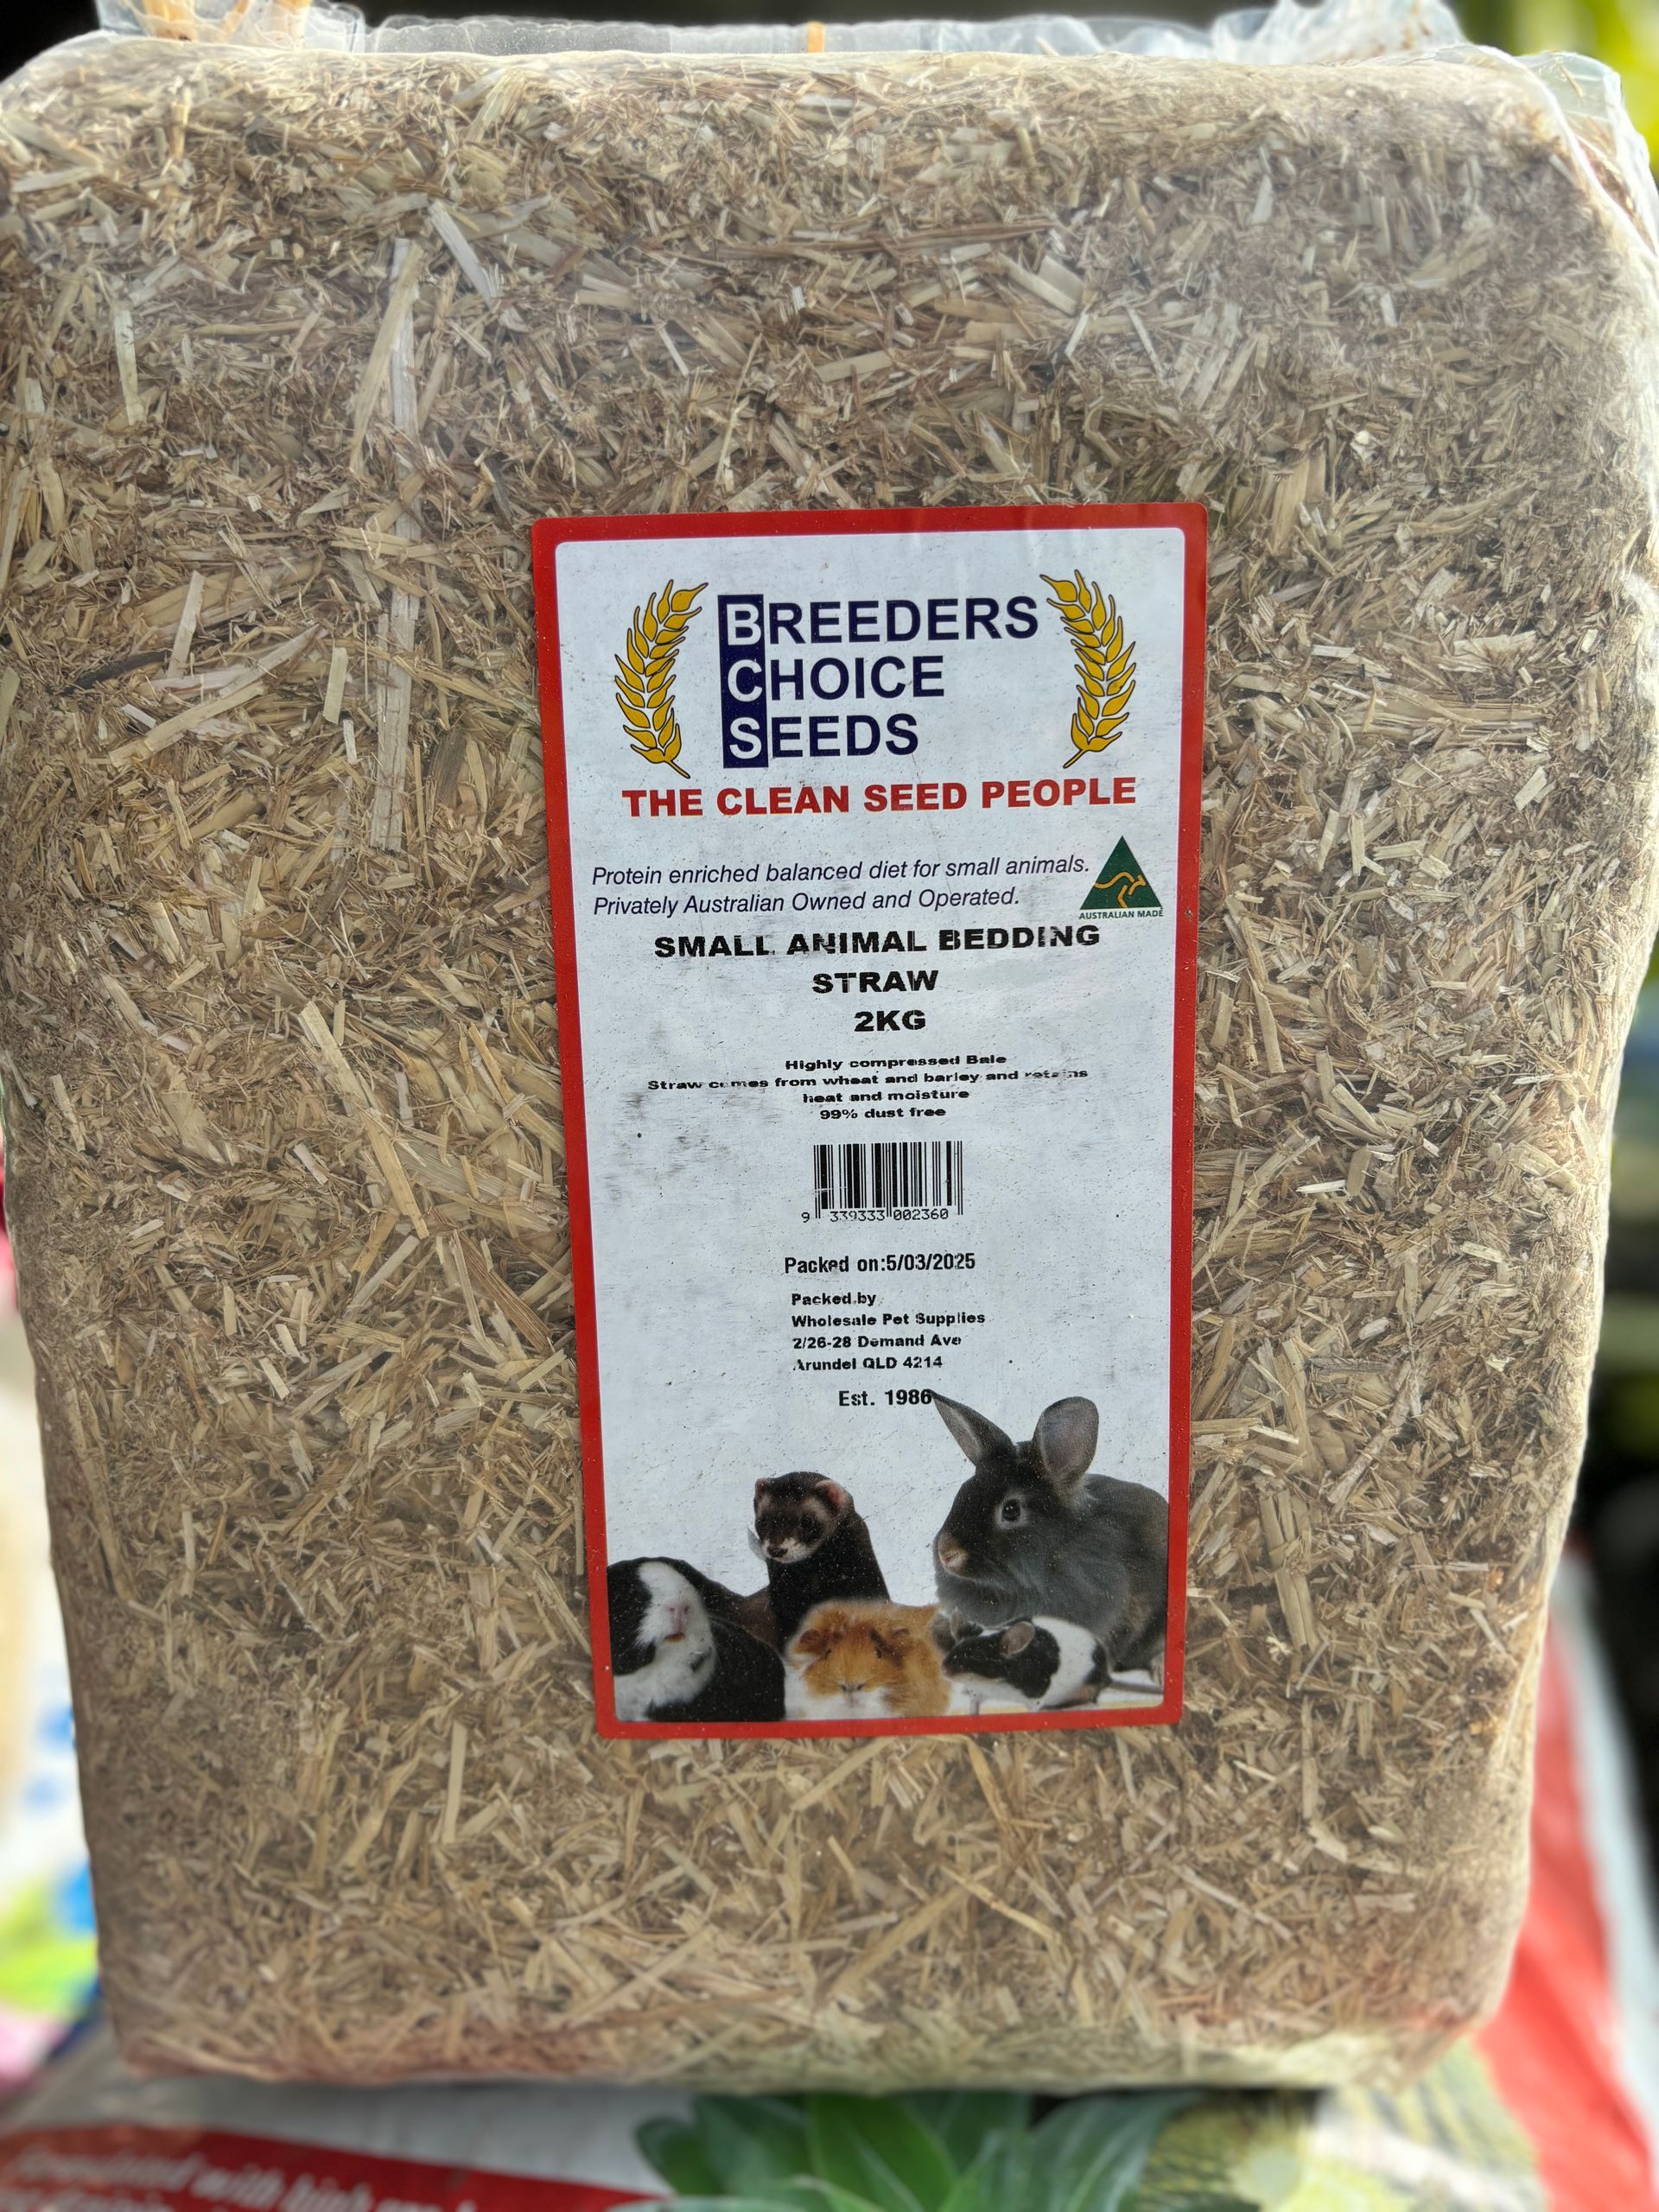 BREEDERS
CHOICE
SEEDS
THE CLEAN SEED PEOPLE
Protein enriched balanced diet for small animals.
Privately Australian Owned and Operated.
AUSTRALIAN MADE
SMALL ANIMAL BEDDING
STRAW
2KG
Highly compressed Bale
Straw comes from wheat and barley and retains
heat and moisture
99% dust free
9 339333 002360
Packed on:5/03/2025
Packed by
Wholesale Pet Supplies
2/26-28 Demand Ave
Arundel QLD 4214
Est. 1986
with